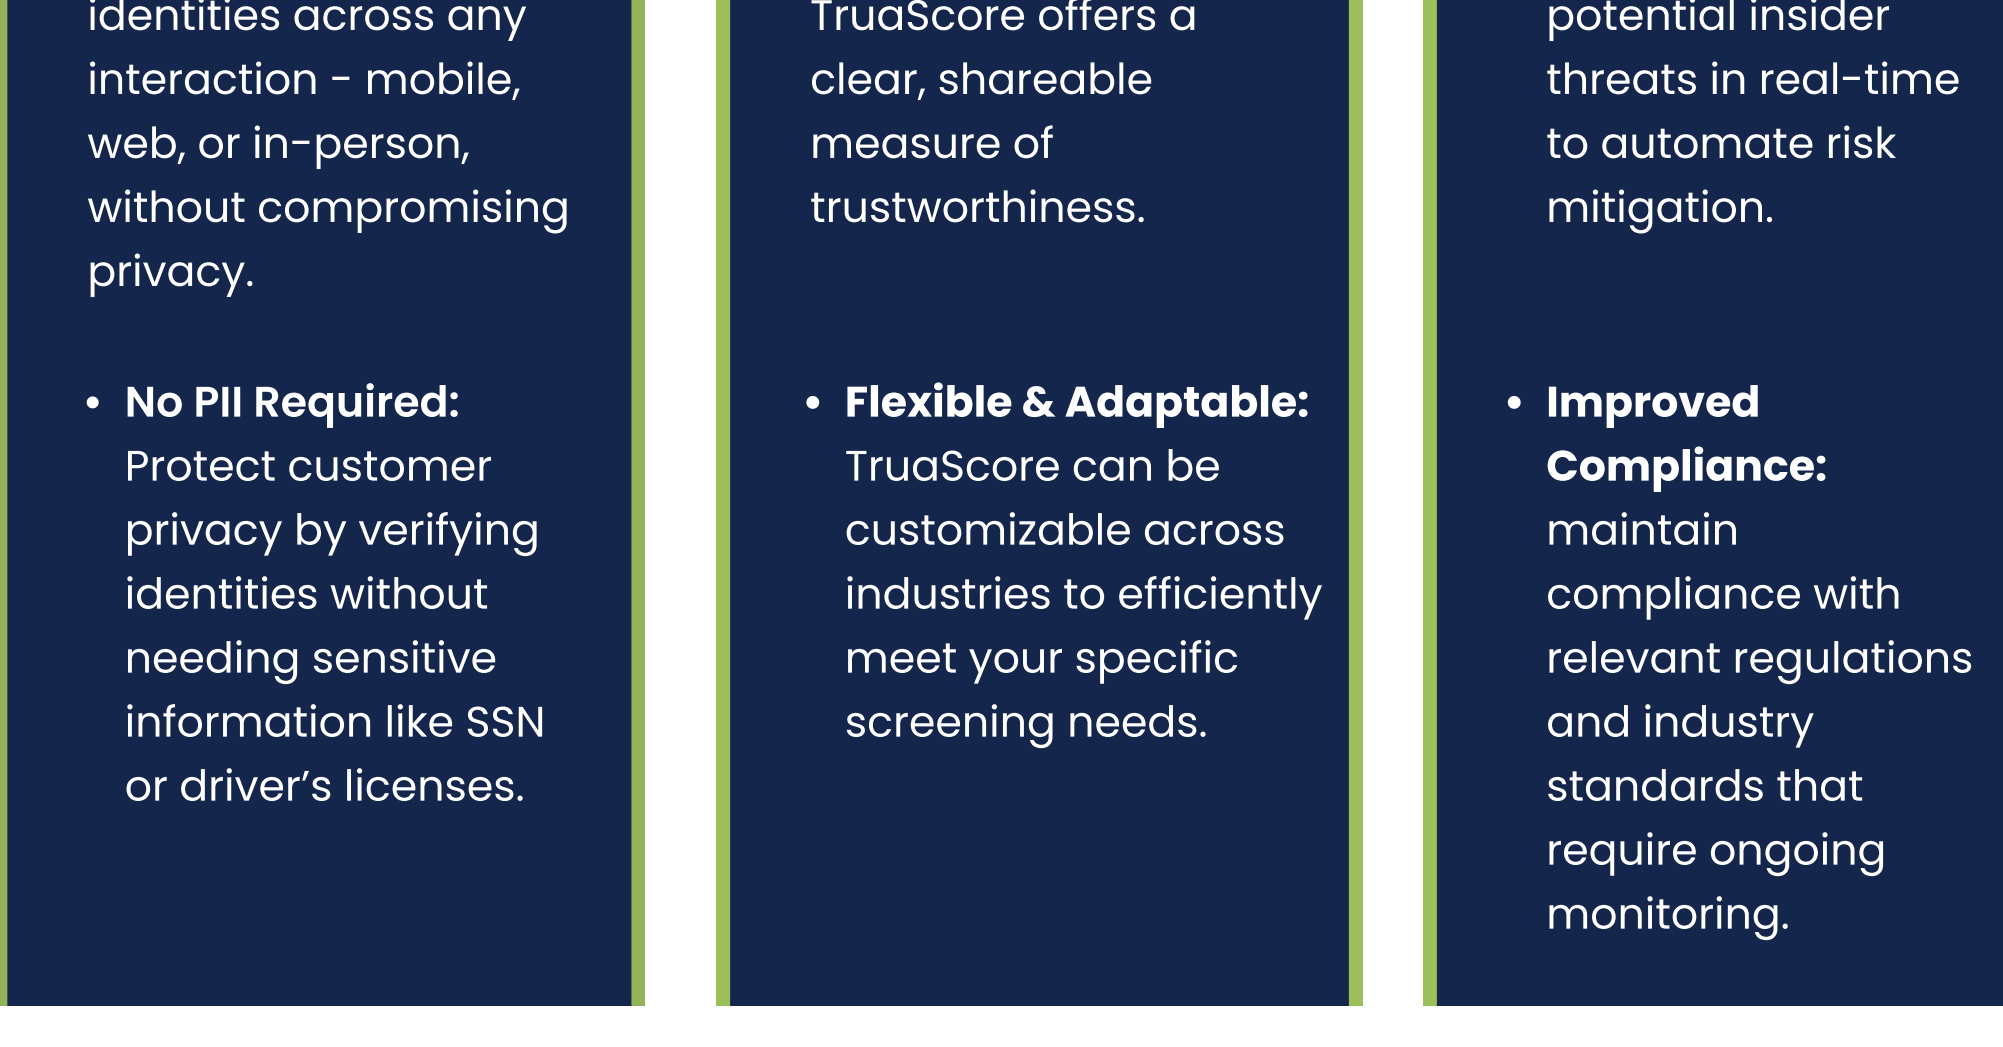 identities across any
interaction - mobile,
web, or in-person,
without compromising
privacy.
• No PII Required:
Protect customer
privacy by verifying
identities without
needing sensitive
information like SSN
or driver’s licenses.
TruaScore offers a
clear, shareable
measure of
trustworthiness.
• Flexible & Adaptable:
TruaScore can be
customizable across
industries to efficiently
meet your specific
screening needs.
potential insider
threats in real-time
to automate risk
mitigation.
• Improved
Compliance:
maintain
compliance with
relevant regulations
and industry
standards that
require ongoing
monitoring.